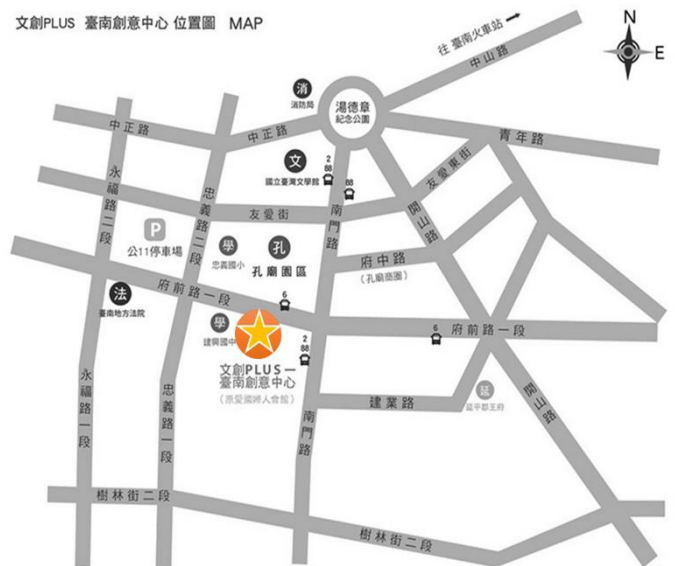 文創PLUS 臺南創意中心 位置圖 MAP
N
E
往 臺南火車站
中山路
消
消防局
湯德章
紀念公園
中正路
中正路
青年路
文
國立臺灣文學館
2
88
88
友愛東街
永福路二段
忠義路二段
友愛街
南門路
開山路
P
公11停車場
學
忠義國小
孔
孔廟園區
府中路
(孔廟商圈)
法
臺南地方法院
府前路一段
6
學
建興國中
2
88
6
府前路一段
文創PLUS—
臺南創意中心
(原愛國婦人會館)
永福路一段
忠義路一段
南門路
建業路
延
延平郡王府
開山路
樹林街二段
樹林街二段